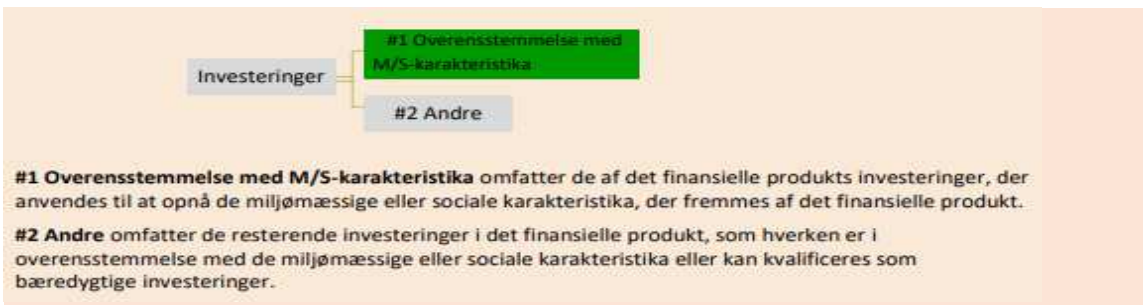 #1 Overensstemmelse med
M/S-karakteristika
Investeringer
#2 Andre
#1 Overensstemmelse med M/S-karakteristika omfatter de af det finansielle produkts investeringer, der
anvendes til at opnå de miljømæssige eller sociale karakteristika, der fremmes af det finansielle produkt.
#2 Andre omfatter de resterende investeringer i det finansielle produkt, som hverken er i
overensstemmelse med de miljømæssige eller sociale karakteristika eller kan kvalificeres som
bæredygtige investeringer.